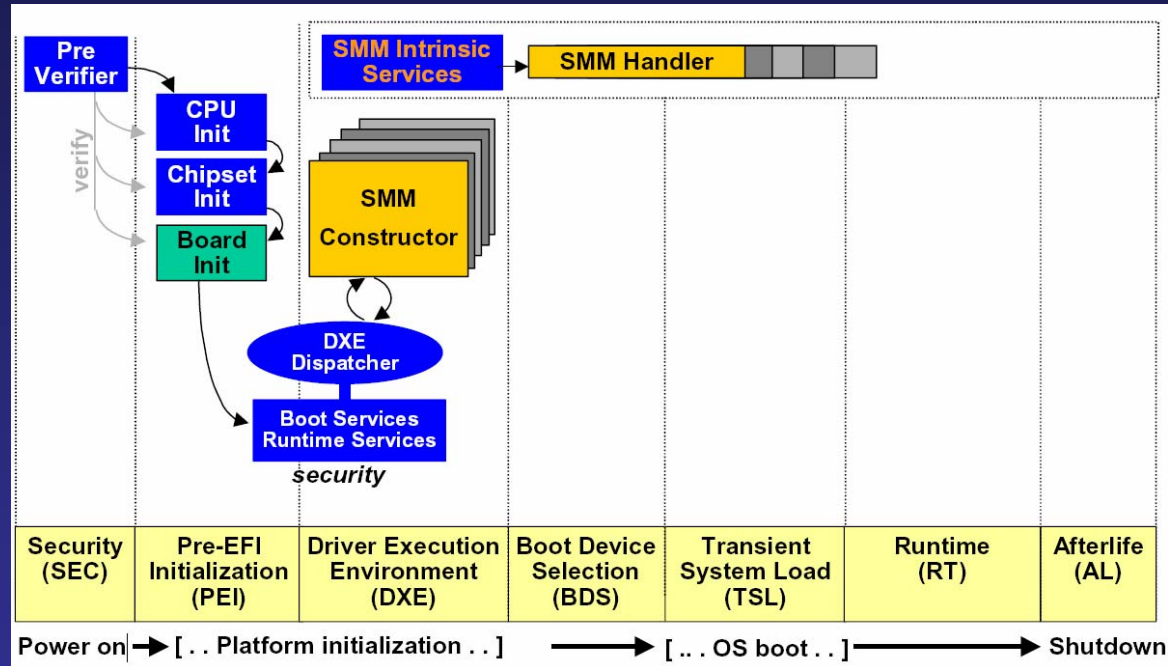 Pre
Verifier
SMM Intrinsic
Services
SMM Handler
verify
CPU
Init
Chipset
Init
Board
Init
SMM
Constructor
DXE
Dispatcher
Boot Services
Runtime Services
security
Security
(SEC)
Pre-EFI
Initialization
(PEI)
Driver Execution
Environment
(DXE)
Boot Device
Selection
(BDS)
Transient
System Load
(TSL)
Runtime
(RT)
Afterlife
(AL)
Power on [ . . Platform initialization . . ] [ ... . OS boot . . ] Shutdown